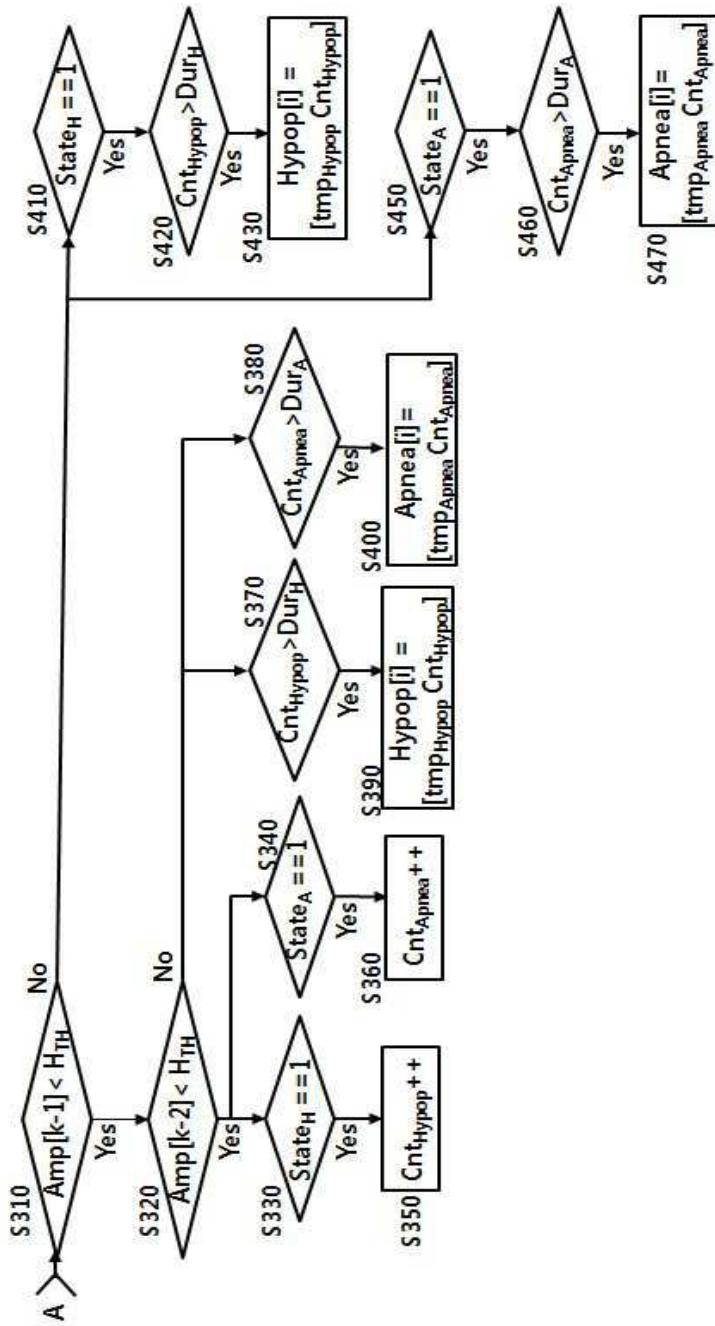 A
S310
Amp[k-1] < H_TH
No
Yes
S320
Amp[k-2] < H_TH
No
Yes
S330
State_H ==1
Yes
S350
Cnt_Hypop++
S340
State_A ==1
Yes
S360
Cnt_Apnea++
S370
Cnt_Hypop>Dur_H
Yes
S390
Hypop[i] =
[tmp_Hypop Cnt_Hypop]
S380
Cnt_Apnea>Dur_A
Yes
S400
Apnea[i]=
[tmp_Apnea Cnt_Apnea]
S410
State_H ==1
Yes
S420
Cnt_Hypop>Dur_H
Yes
S430
Hypop[i] =
[tmp_Hypop Cnt_Hypop]
S450
State_A ==1
Yes
S460
Cnt_Apnea>Dur_A
Yes
S470
Apnea[i]=
[tmp_Apnea Cnt_Apnea]